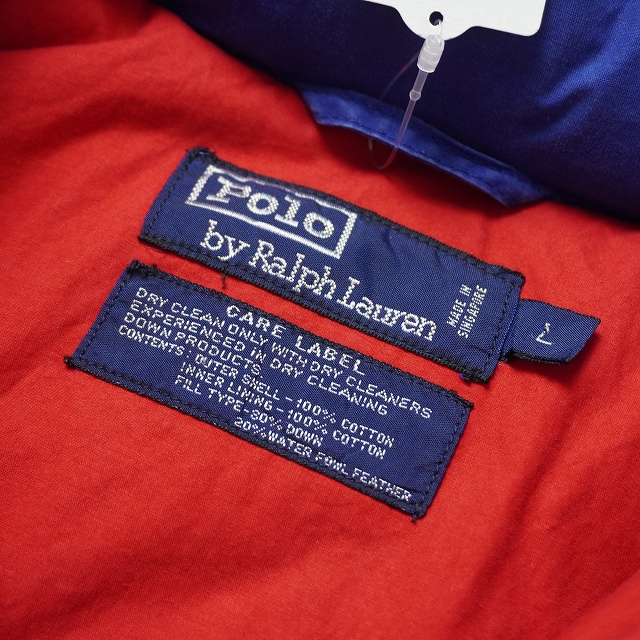 Polo
by Ralph Lauren
MADE IN
SINGAPORE
L
CARE LABEL
DRY CLEAN ONLY WITH DRY CLEANERS
EXPERIENCED IN DRY CLEANING
DOWN PRODUCTS
CONTENTS: OUTER SHELL-100% COTTON
INNER LINING-100% COTTON
FILL TYPE-80% DOWN
20% WATER FOWL FEATHER